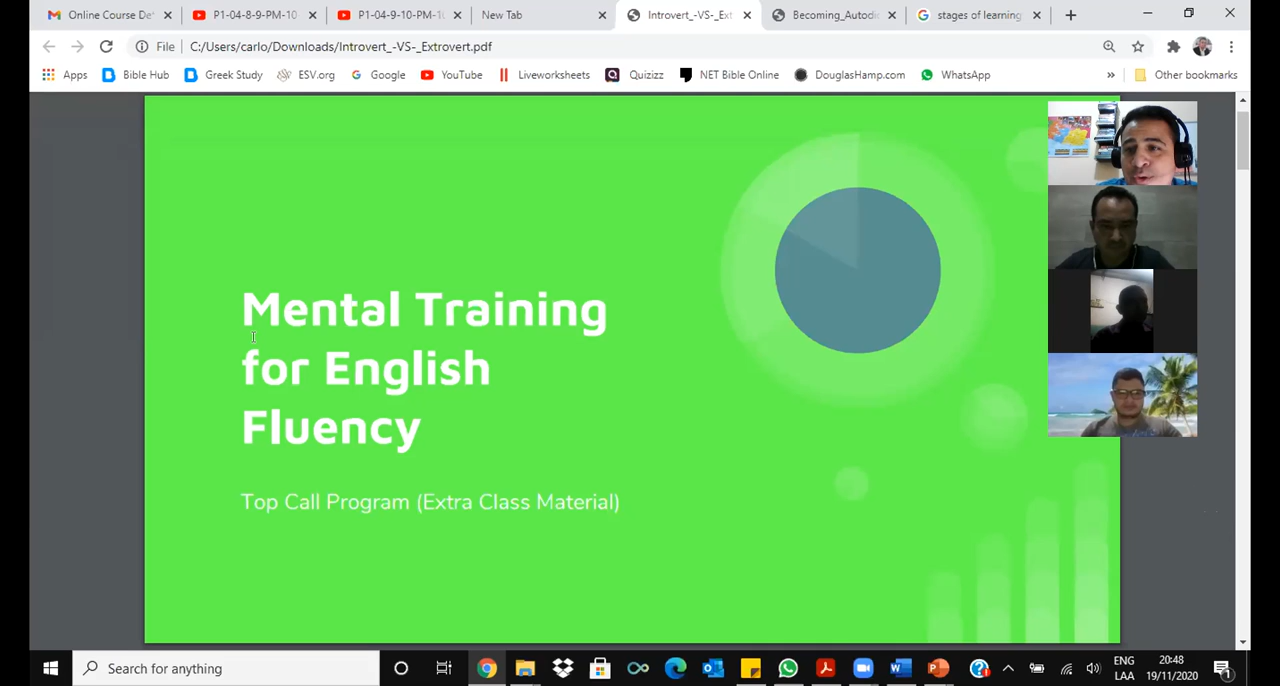 Online Course De
P1-04-8-9-PM-10
P1-04-9-10-PM-1
New Tab
Introvert_-VS-_Ext
Becoming_Autodi
stages of learning
File
C:/Users/carlo/Downloads/Introvert_-VS-_Extrovert.pdf
Apps
Bible Hub
Greek Study
ESV.org
Google
YouTube
Liveworksheets
Quizizz
NET Bible Online
DouglasHamp.com
WhatsApp
»
Other bookmarks
Mental Training
for English
Fluency
Top Call Program (Extra Class Material)
Search for anything
ENG
LAA
20:48
19/11/2020
1